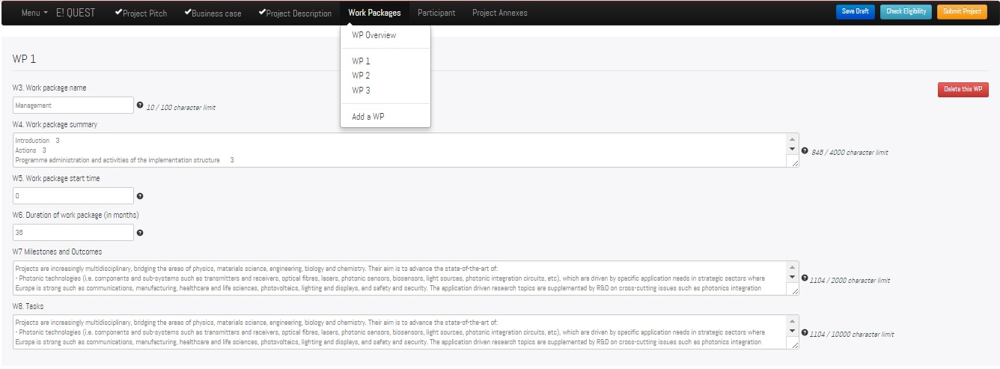 Menu E! QUEST Project Pitch Business case Project Description Work Packages Participant Project Annexes Save Draft Check Eligibility Submit Project
WP Overview
WP 1
WP 2
WP 3
Add a WP
WP 1
W3. Work package name
Delete this WP
Management
10 / 100 character limit
W4. Work package summary
Introduction 3
Actions 3
Programme administration and activities of the implementation structure 3
846 / 4000 character limit
W5. Work package start time
0
W6. Duration of work package (in months)
36
W7 Milestones and Outcomes
Projects are increasingly multidisciplinary, bridging the areas of physics, materials science, engineering, biology and chemistry. Their aim is to advance the state-of-the-art of:
- Photonic technologies (i.e. components and sub-systems such as transmitters and receivers, optical fibres, lasers, photonic sensors, biosensors, light sources, photonic integration circuits, etc), which are driven by specific application needs in strategic sectors where
Europe is strong such as communications, manufacturing, healthcare and life sciences, photovoltaics, lighting and displays, and safety and security. The application driven research topics are supplemented by R&D on cross-cutting issues such as photonics integration
1104 / 2000 character limit
W8. Tasks
Projects are increasingly multidisciplinary, bridging the areas of physics, materials science, engineering, biology and chemistry. Their aim is to advance the state-of-the-art of:
- Photonic technologies (i.e. components and sub-systems such as transmitters and receivers, optical fibres, lasers, photonic sensors, biosensors, light sources, photonic integration circuits, etc), which are driven by specific application needs in strategic sectors where
Europe is strong such as communications, manufacturing, healthcare and life sciences, photovoltaics, lighting and displays, and safety and security. The application driven research topics are supplemented by R&D on cross-cutting issues such as photonics integration
1104 / 10000 character limit